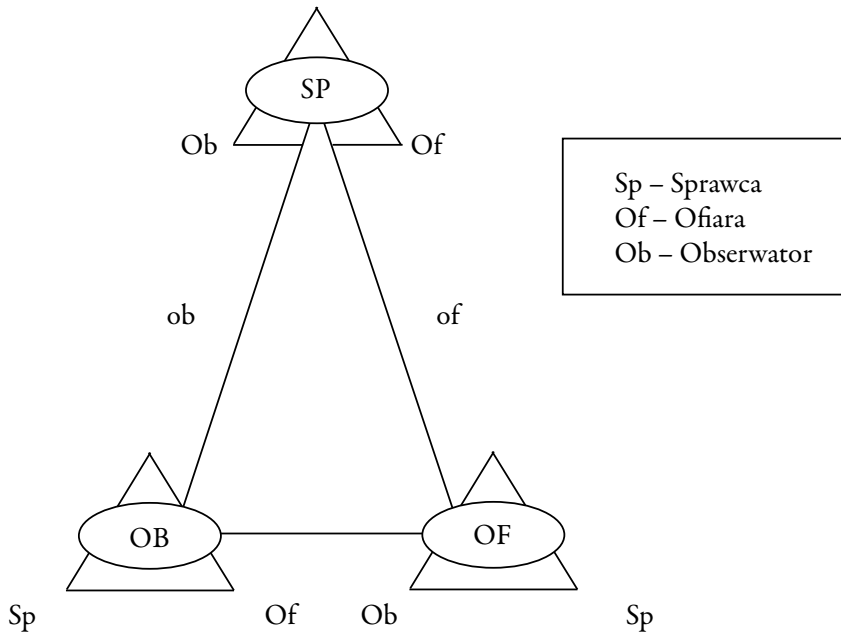 SP
Ob Of
Sp – Sprawca
Of – Ofiara
Ob – Obserwator
ob of
OB OF
Sp Of Ob Sp